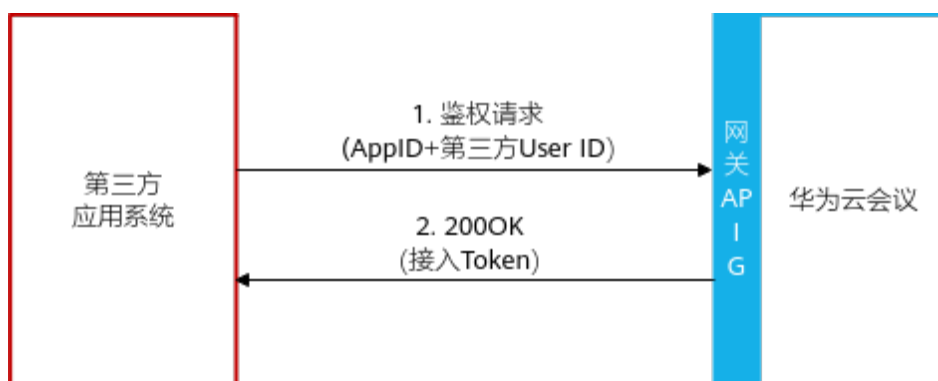 第三方
应用系统
1. 鉴权请求
(AppID+第三方User ID)
2. 200OK
(接入Token)
网
关
AP
I
G
华为云会议